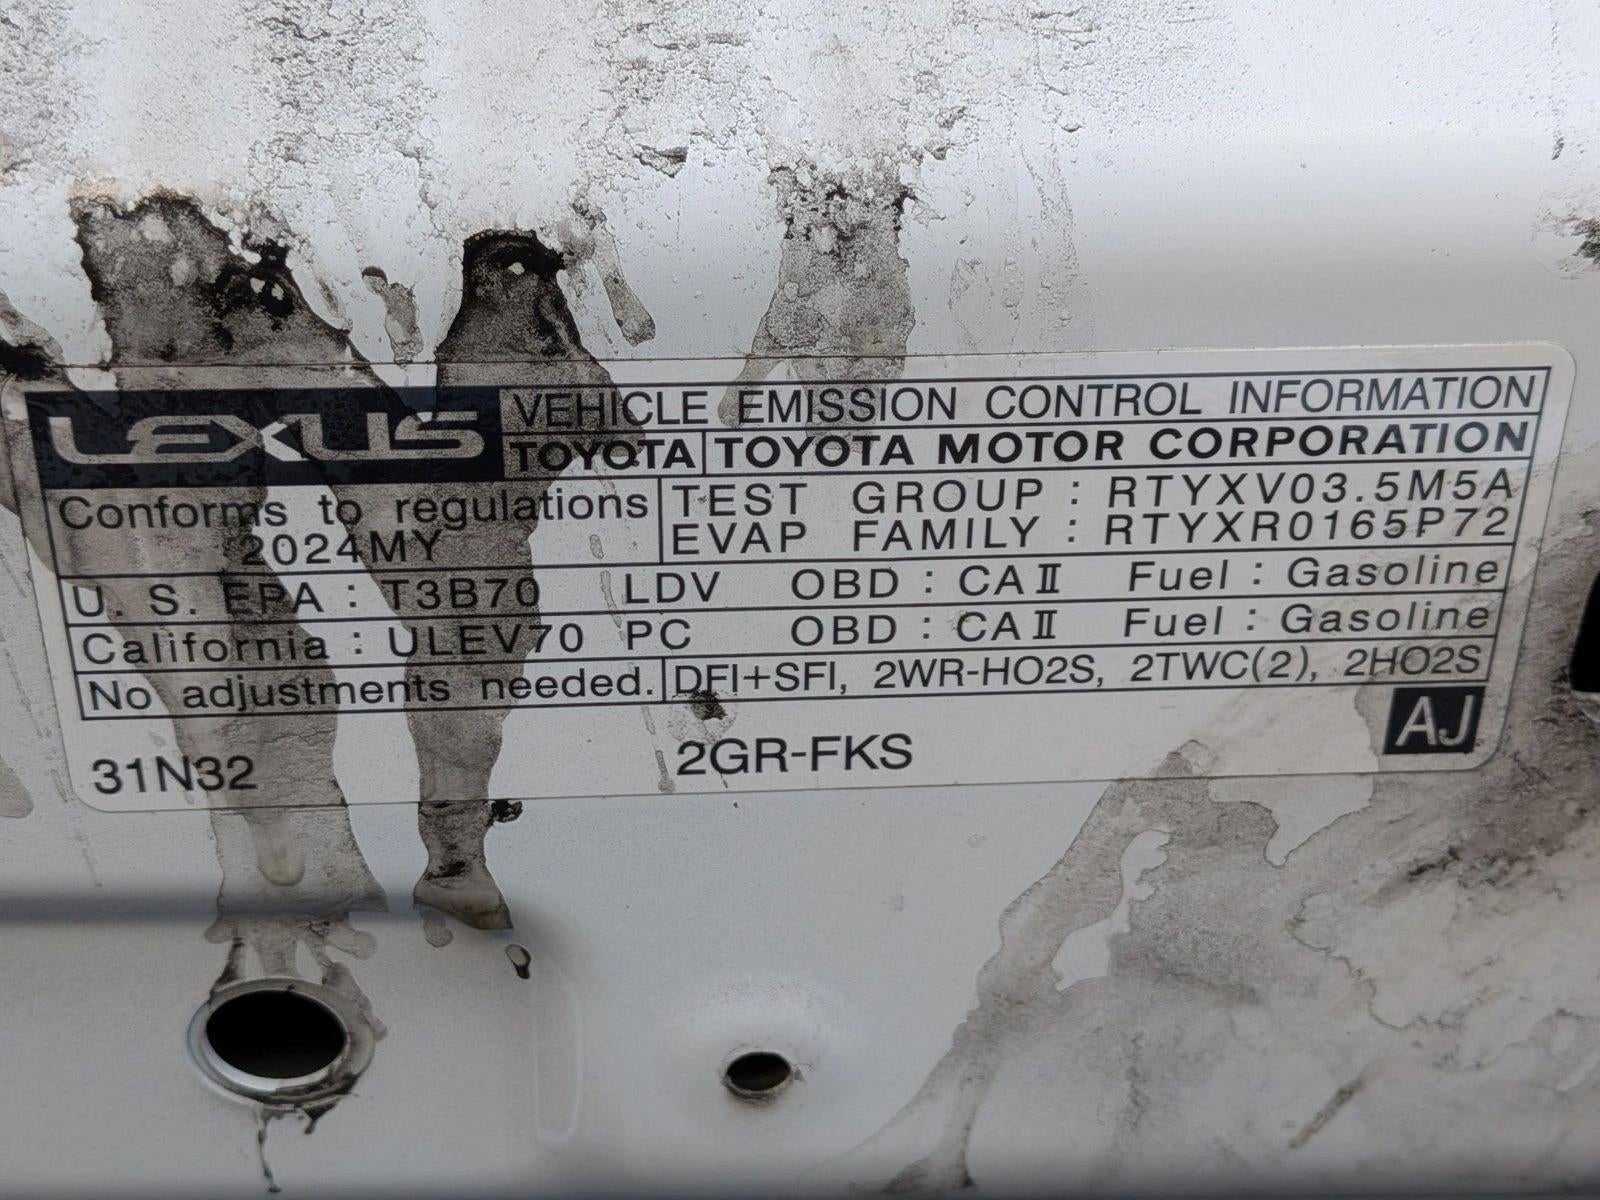 LEXUS VEHICLE EMISSION CONTROL INFORMATION
TOYOTA TOYOTA MOTOR CORPORATION
Conforms to regulations
2024MY
TEST GROUP : RTYXV03.5M5A
EVAP FAMILY : RTYXR0165P72
U. S. EPA : T3B70 LDV OBD : CAⅡ Fuel : Gasoline
California : ULEV70 PC OBD : CAⅡ Fuel : Gasoline
No adjustments needed. DFI+SFI, 2WR-HO2S, 2TWC(2), 2HO2S
31N32 2GR-FKS AJ